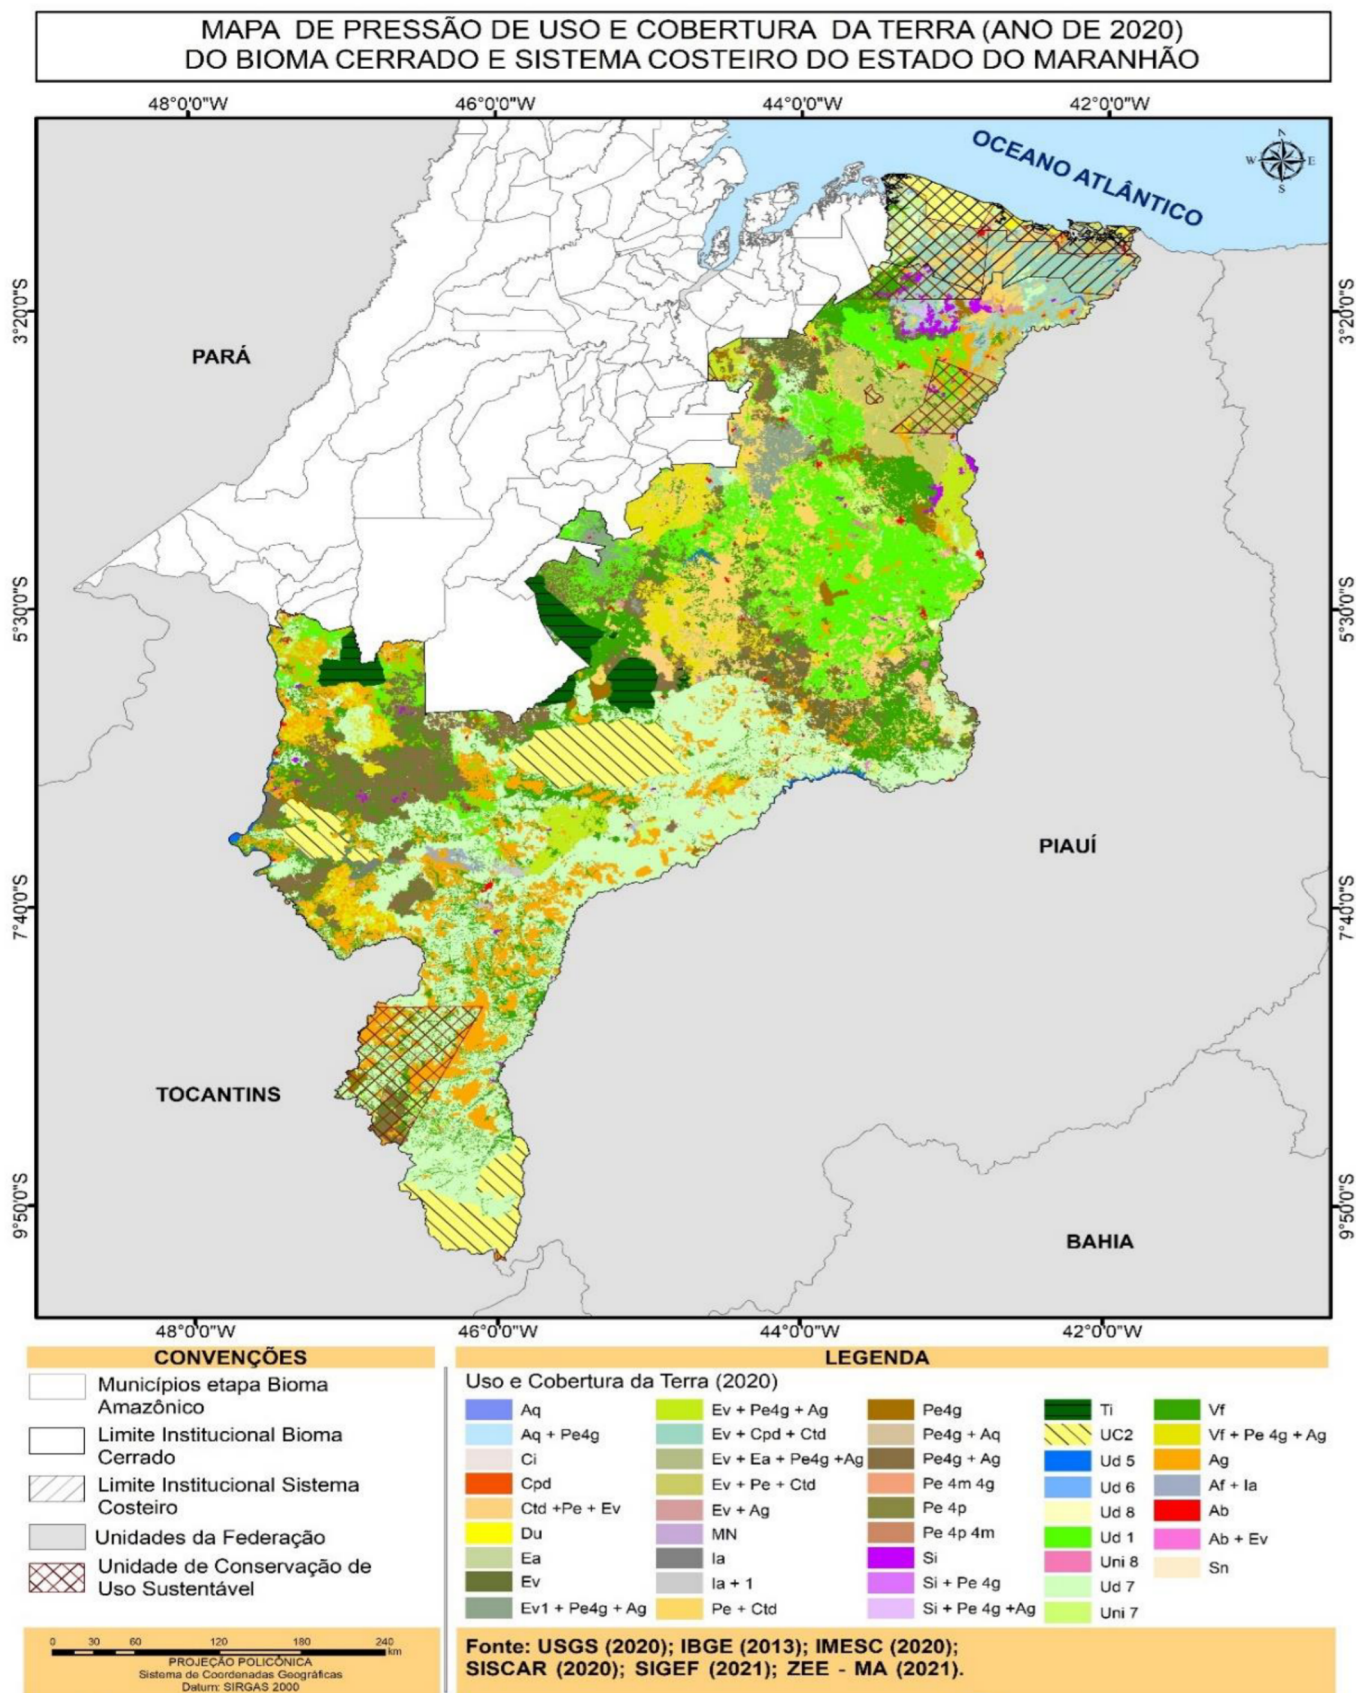 MAPA DE PRESSÃO DE USO E COBERTURA DA TERRA (ANO DE 2020)
DO BIOMA CERRADO E SISTEMA COSTEIRO DO ESTADO DO MARANHÃO
48°0'0"W
46°0'0"W
44°0'0"W
42°0'0"W
OCEANO ATLÂNTICO
N
W
E
S
3°20'0"S
3°20'0"S
PARÁ
5°30'0"S
5°30'0"S
PIAUÍ
7°40'0"S
7°40'0"S
TOCANTINS
9°50'0"S
9°50'0"S
BAHIA
48°0'0"W
46°0'0"W
44°0'0"W
42°0'0"W
CONVENÇÕES
Municípios etapa Bioma
Amazônico
Limite Institucional Bioma
Cerrado
Limite Institucional Sistema
Costeiro
Unidades da Federação
Unidade de Conservação de
Uso Sustentável
0 30 60 120 180 240
km
PROJEÇÃO POLICÔNICA
Sistema de Coordenadas Geográficas
Datum: SIRGAS 2000
LEGENDA
Uso e Cobertura da Terra (2020)
Aq
Aq + Pe4g
Ci
Cpd
Ctd +Pe + Ev
Du
Ea
Ev
Ev1 + Pe4g + Ag
Ev + Pe4g + Ag
Ev + Cpd + Ctd
Ev + Ea + Pe4g +Ag
Ev + Pe + Ctd
Ev + Ag
MN
Ia
Ia + 1
Pe + Ctd
Pe4g
Pe4g + Aq
Pe4g + Ag
Pe 4m 4g
Pe 4p
Pe 4p 4m
Si
Si + Pe 4g
Si + Pe 4g +Ag
Ti
UC2
Ud 5
Ud 6
Ud 8
Ud 1
Uni 8
Ud 7
Uni 7
Vf
Vf + Pe 4g + Ag
Ag
Af + Ia
Ab
Ab + Ev
Sn
Fonte: USGS (2020); IBGE (2013); IMESC (2020);
SISCAR (2020); SIGEF (2021); ZEE - MA (2021).